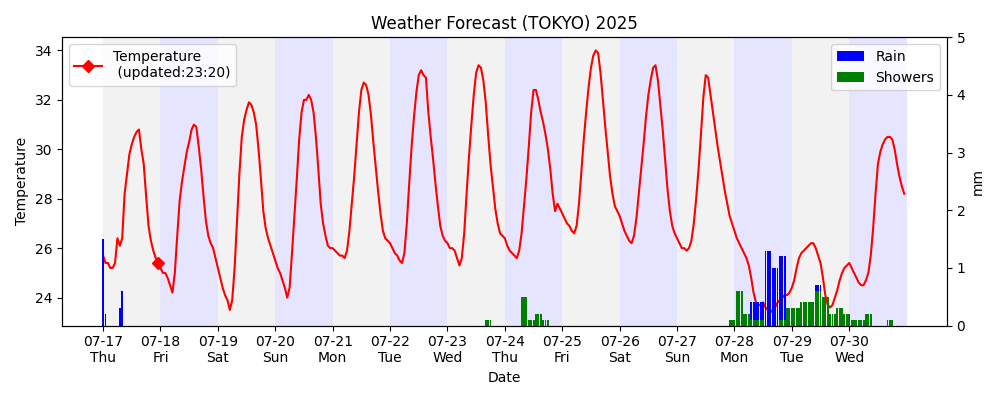 Weather Forecast (TOKYO) 2025
Temperature
(updated:23:20)
Rain
Showers
34
32
30
28
26
24
Temperature
5
4
3
2
1
0
mm
07-17 07-18 07-19 07-20 07-21 07-22 07-23 07-24 07-25 07-26 07-27 07-28 07-29 07-30
Thu Fri Sat Sun Mon Tue Wed Thu Fri Sat Sun Mon Tue Wed
Date